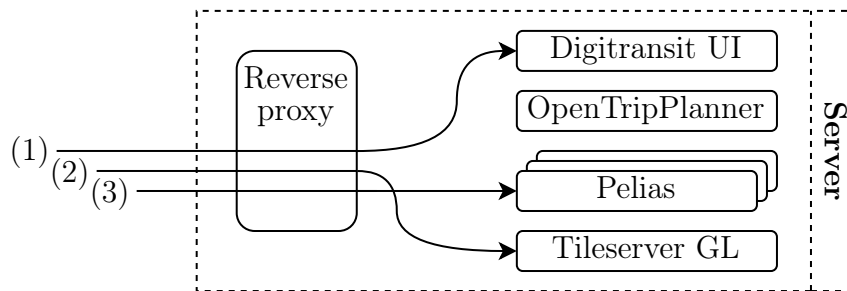 Reverse
proxy
(1)
(2)
(3)
Digitransit UI
OpenTripPlanner
Pelias
Tileserver GL
Server